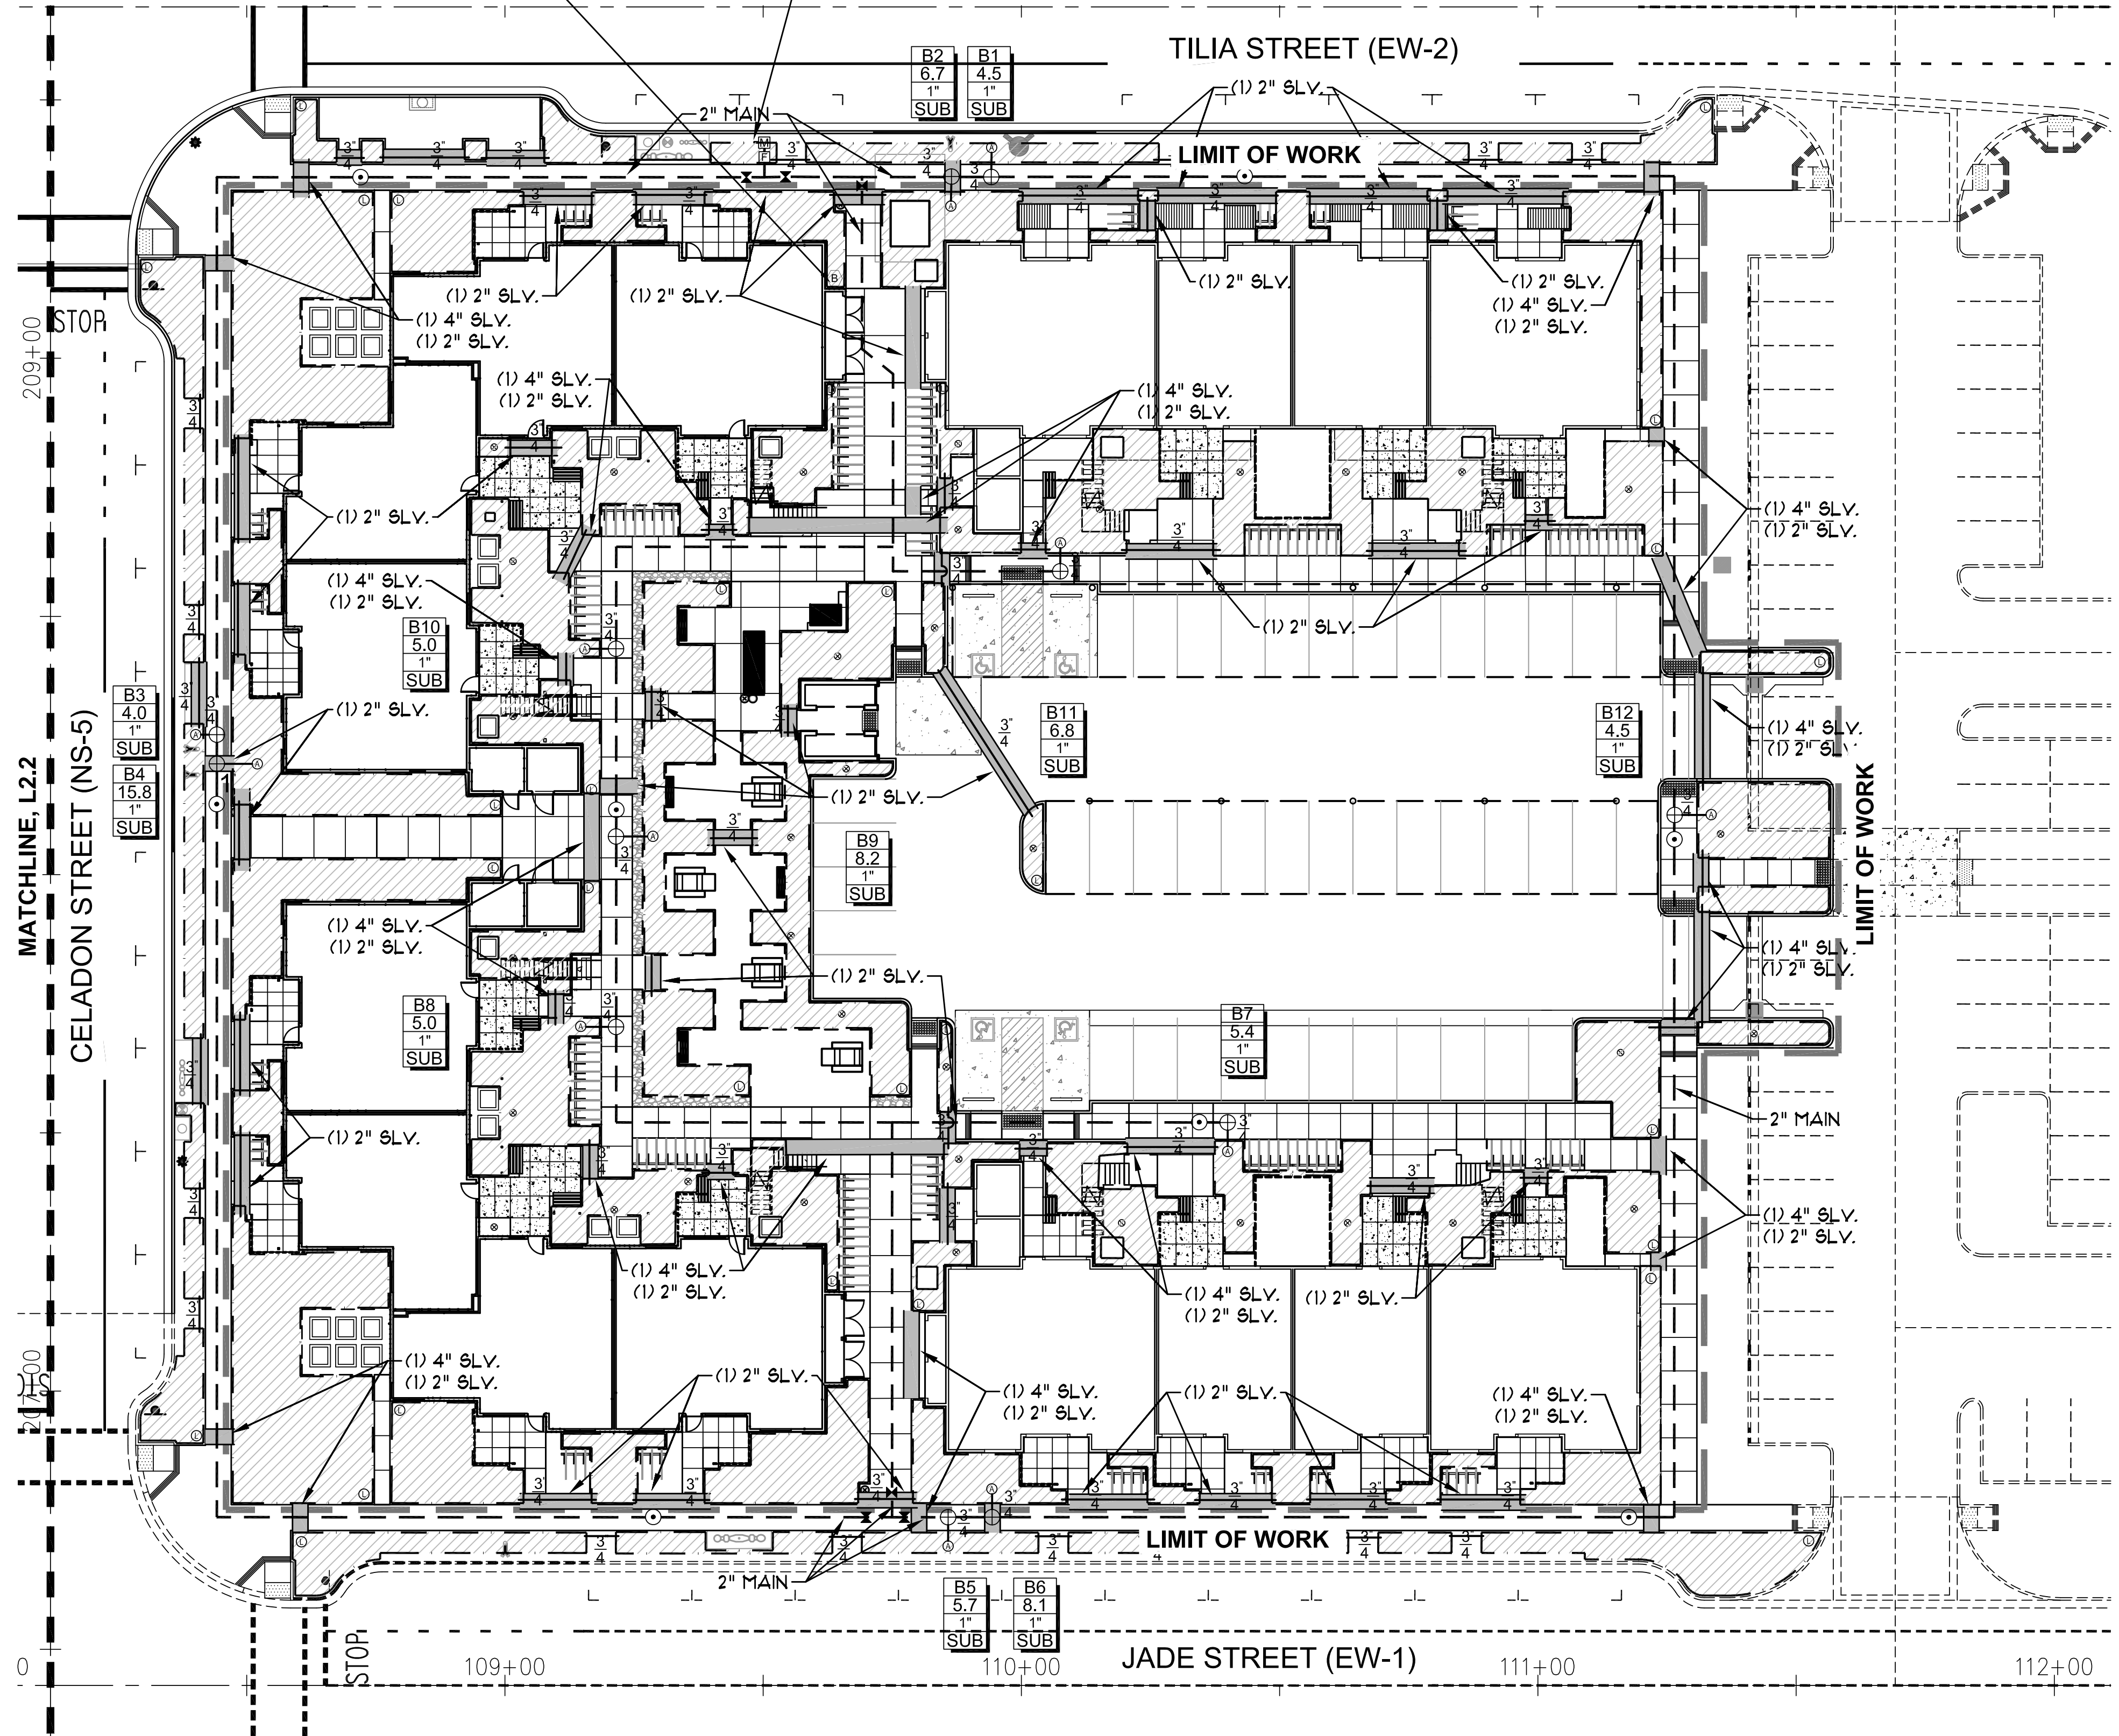 TILIA STREET (EW-2)
B2
6.7
1"
SUB
B1
4.5
1"
SUB
(1) 2" SLV.
2" MAIN
LIMIT OF WORK
(1) 2" SLV.
(1) 2" SLV.
(1) 2" SLV.
(1) 2" SLV.
(1) 4" SLV.
(1) 2" SLV.
(1) 4" SLV.
(1) 2" SLV.
STOP
209+00
(1) 4" SLV.
(1) 2" SLV.
(1) 4" SLV.
(1) 2" SLV.
(1) 2" SLV.
(1) 4" SLV.
(1) 2" SLV.
(1) 4" SLV.
(1) 2" SLV.
(1) 2" SLV.
B10
5.0
1"
SUB
B3
4.0
1"
SUB
(1) 2" SLV.
B11
6.8
1"
SUB
B12
4.5
1"
SUB
(1) 4" SLV.
(1) 2" SLV.
B4
15.8
1"
SUB
(1) 2" SLV.
MATCHLINE, L2.2
CELADON STREET (NS-5)
LIMIT OF WORK
B9
8.2
1"
SUB
(1) 4" SLV.
(1) 2" SLV.
(1) 4" SLV.
(1) 2" SLV.
(1) 2" SLV.
B8
5.0
1"
SUB
B7
5.4
1"
SUB
2" MAIN
(1) 2" SLV.
(1) 4" SLV.
(1) 2" SLV.
(1) 4" SLV.
(1) 2" SLV.
(1) 4" SLV.
(1) 2" SLV.
(1) 2" SLV.
207+00
(1) 4" SLV.
(1) 2" SLV.
(1) 2" SLV.
(1) 4" SLV.
(1) 2" SLV.
(1) 2" SLV.
(1) 4" SLV.
(1) 2" SLV.
LIMIT OF WORK
2" MAIN
B5
5.7
1"
SUB
B6
8.1
1"
SUB
STOP
JADE STREET (EW-1)
109+00
110+00
111+00
112+00